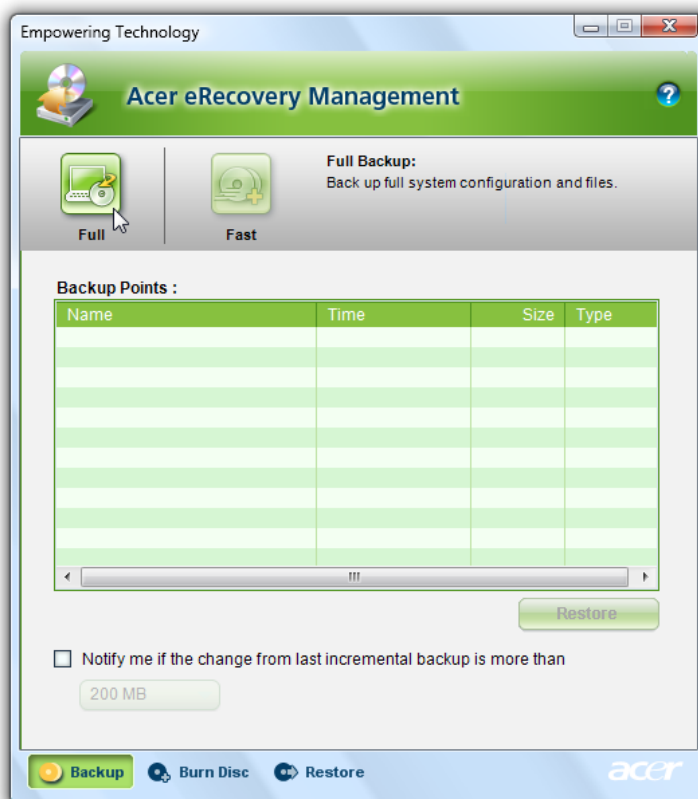 Empowering Technology
Acer eRecovery Management
Full Backup:
Back up full system configuration and files.
Full
Fast
Backup Points :
Name Time Size Type
Restore
Notify me if the change from last incremental backup is more than
200 MB
Backup Burn Disc Restore acer